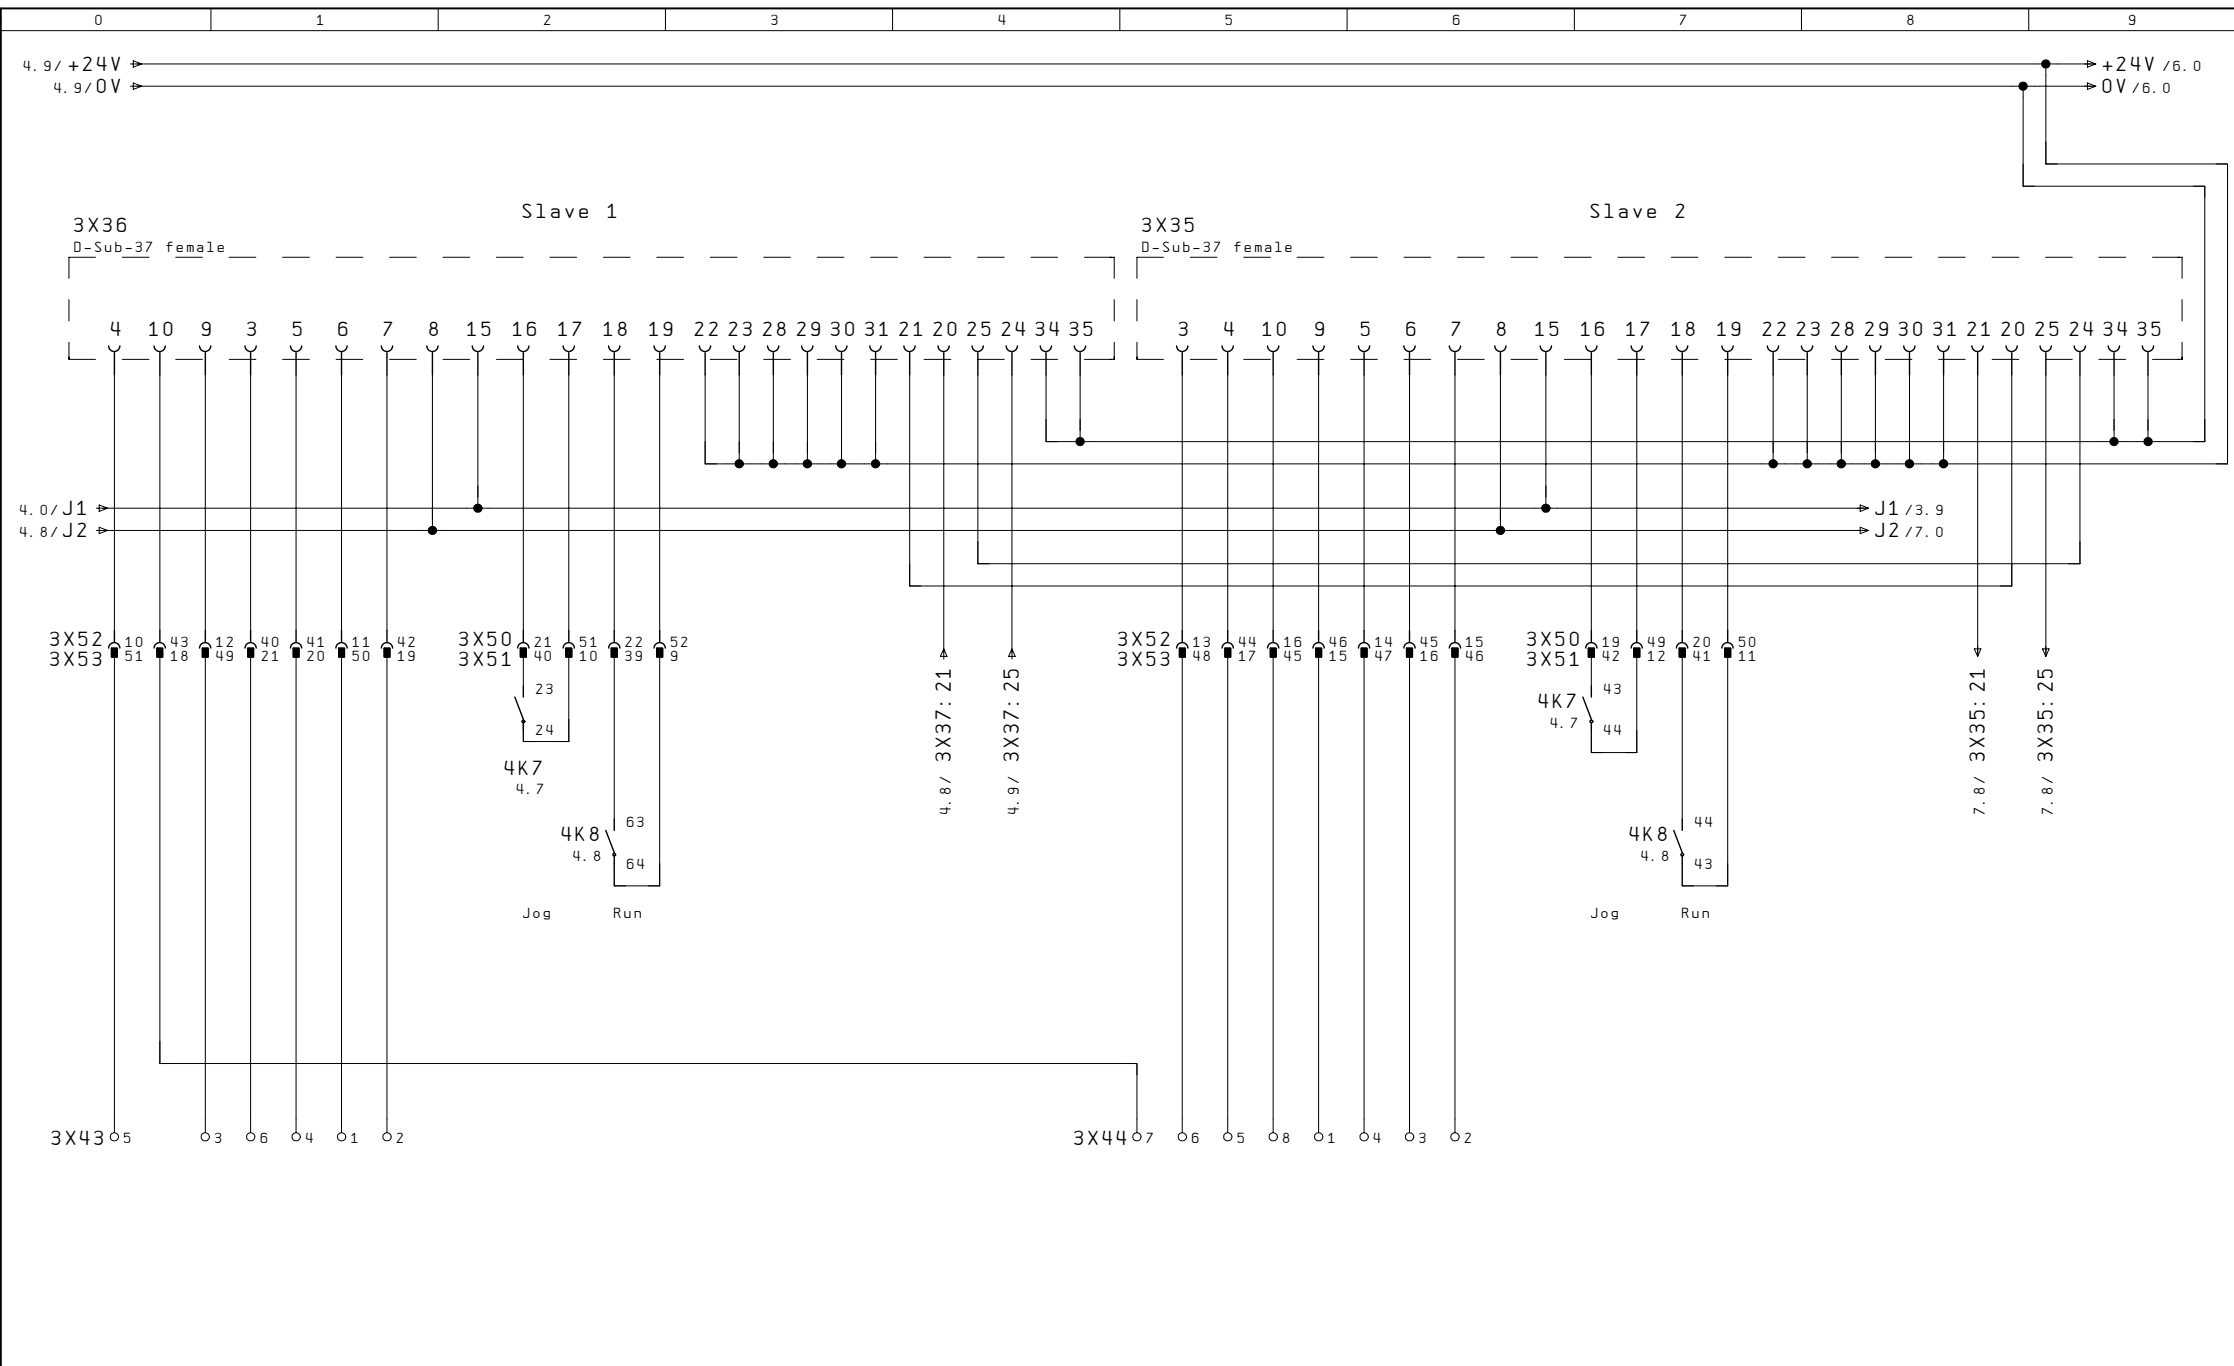 0 1 2 3 4 5 6 7 8 9
4.9/+24V +24V/6.0
4.9/0V 0V/6.0
Slave 1 Slave 2
3X36 3X35
D-Sub-37 female D-Sub-37 female
4 10 9 3 5 6 7 8 15 16 17 18 19 22 23 28 29 30 31 21 20 25 24 34 35 3 4 10 9 5 6 7 8 15 16 17 18 19 22 23 28 29 30 31 21 20 25 24 34 35
4.0/J1 J1/3.9
4.8/J2 J2/7.0
3X52 10 43 12 40 41 11 42 3X50 21 51 22 52 3X52 13 44 16 46 14 45 15 3X50 19 49 20 50
3X53 51 18 49 21 20 50 19 3X51 40 10 39 9 3X53 48 17 45 15 47 16 46 3X51 42 12 41 11
4.8/ 3X37:21 4.9/ 3X37:25 7.8/ 3X35:21 7.8/ 3X35:25
23 43
4K7
4.7
24 44
4K7
4.7
63 44
4K8 4K8
4.8 4.8
64 43
Jog Run Jog Run
3X43 5 3 6 4 1 2 3X44 7 6 5 8 1 4 3 2